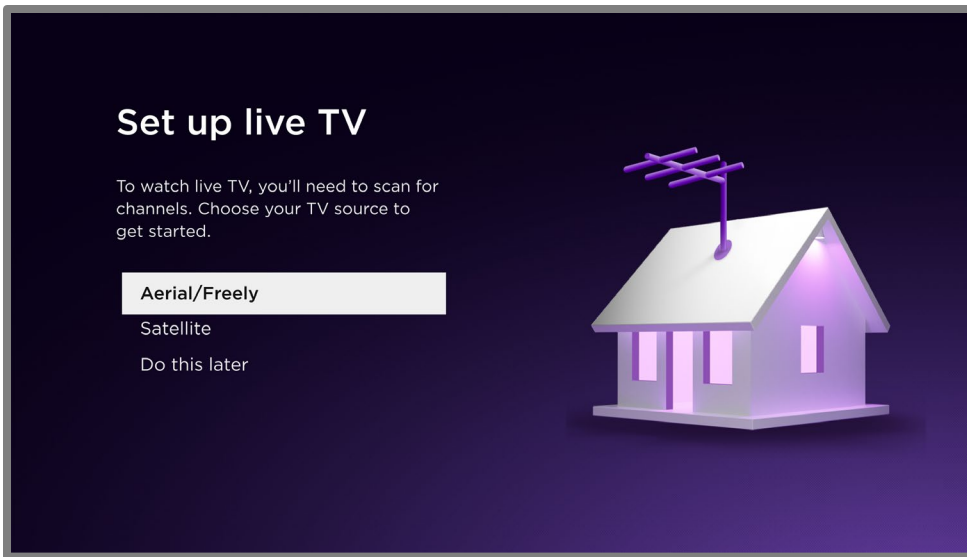 Set up live TV
To watch live TV, you’ll need to scan for
channels. Choose your TV source to
get started.
Aerial/Freely
Satellite
Do this later